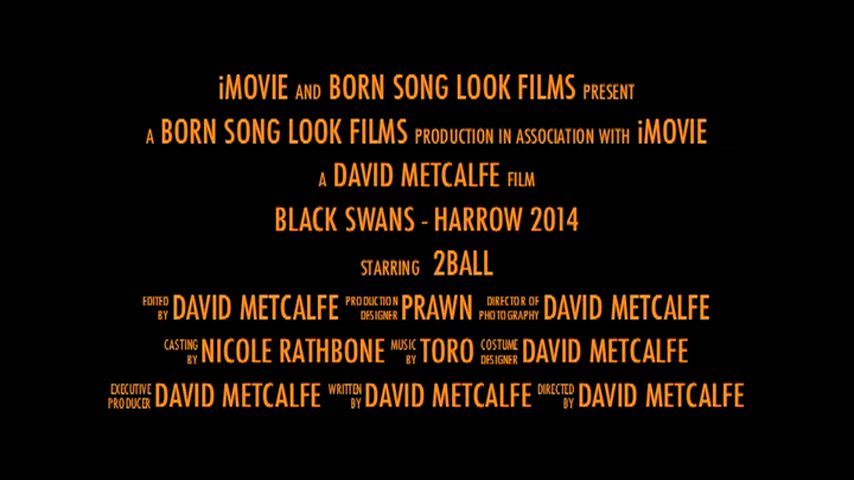 iMOVIE AND BORN SONG LOOK FILMS PRESENT
A BORN SONG LOOK FILMS PRODUCTION IN ASSOCIATION WITH iMOVIE
A DAVID METCALFE FILM
BLACK SWANS - HARROW 2014
STARRING 2BALL
EDITED BY DAVID METCALFE PRODUCTION DESIGNER PRAWN DIRECTOR OF PHOTOGRAPHY DAVID METCALFE
CASTING BY NICOLE RATHBONE MUSIC BY TORO COSTUME DESIGNER DAVID METCALFE
EXECUTIVE PRODUCER DAVID METCALFE WRITTEN BY DAVID METCALFE DIRECTED BY DAVID METCALFE